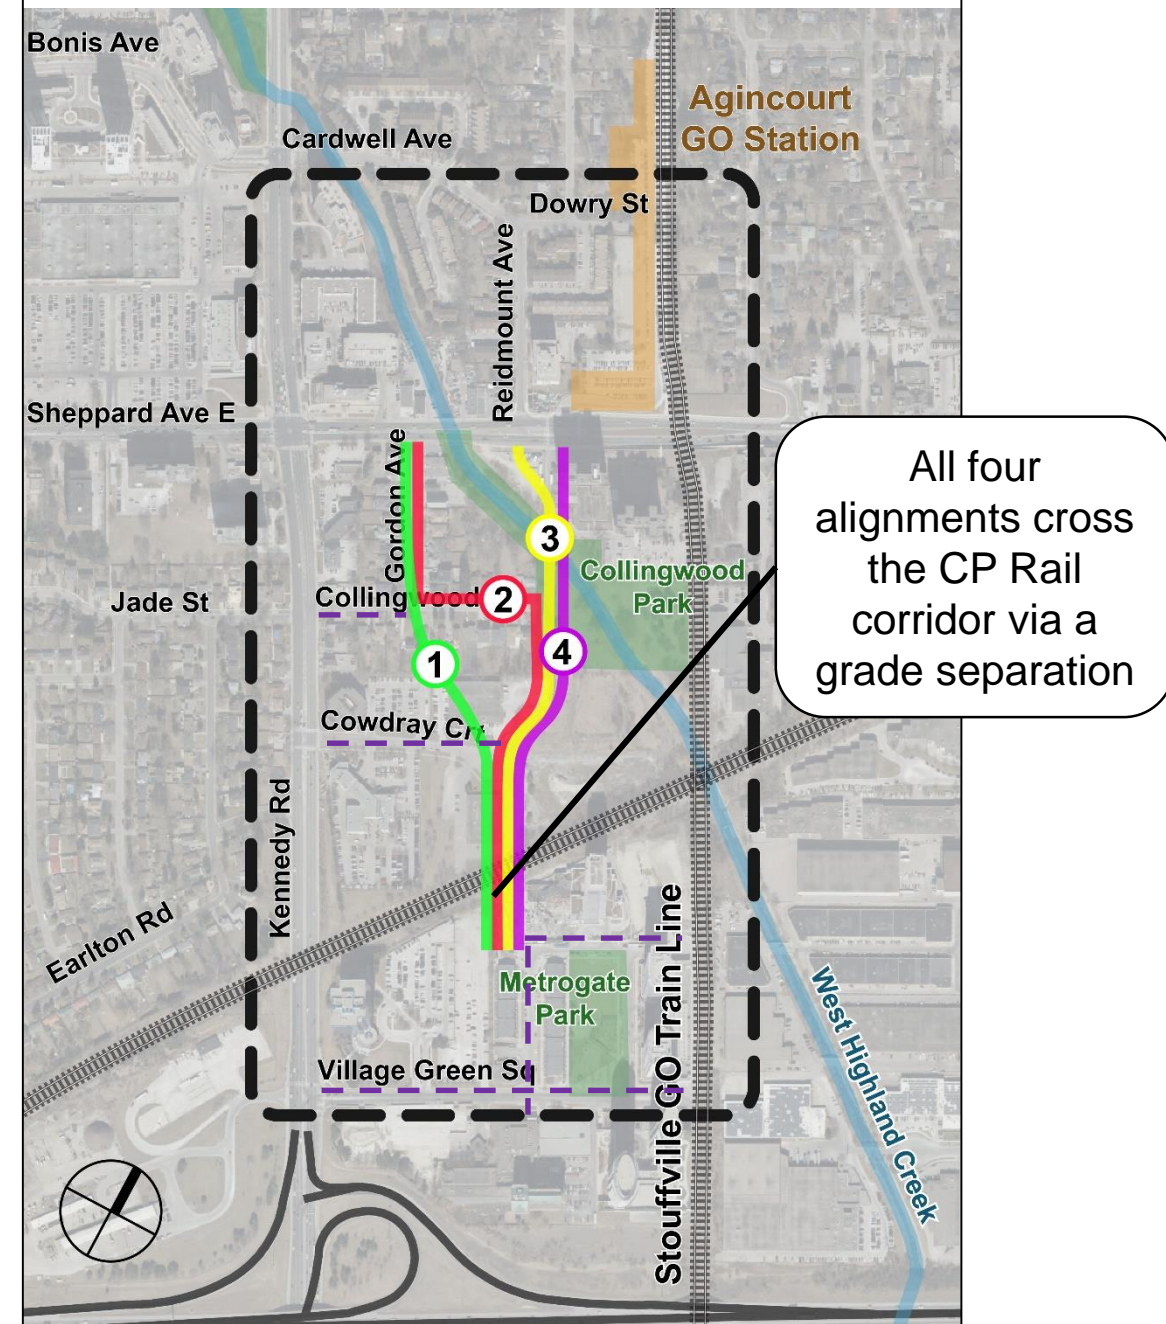 Bonis Ave
Agincourt
GO Station
Cardwell Ave
Dowry St
Reidmount Ave
Sheppard Ave E
Gordon Ave
All four
alignments cross
the CP Rail
corridor via a
grade separation
3
Collingwood
Park
Jade St
Collingwood
2
1
4
Cowdray Crt
Kennedy Rd
Earlton Rd
Metrogate
Park
Stouffville GO Train Line
West Highland Creek
Village Green Sq